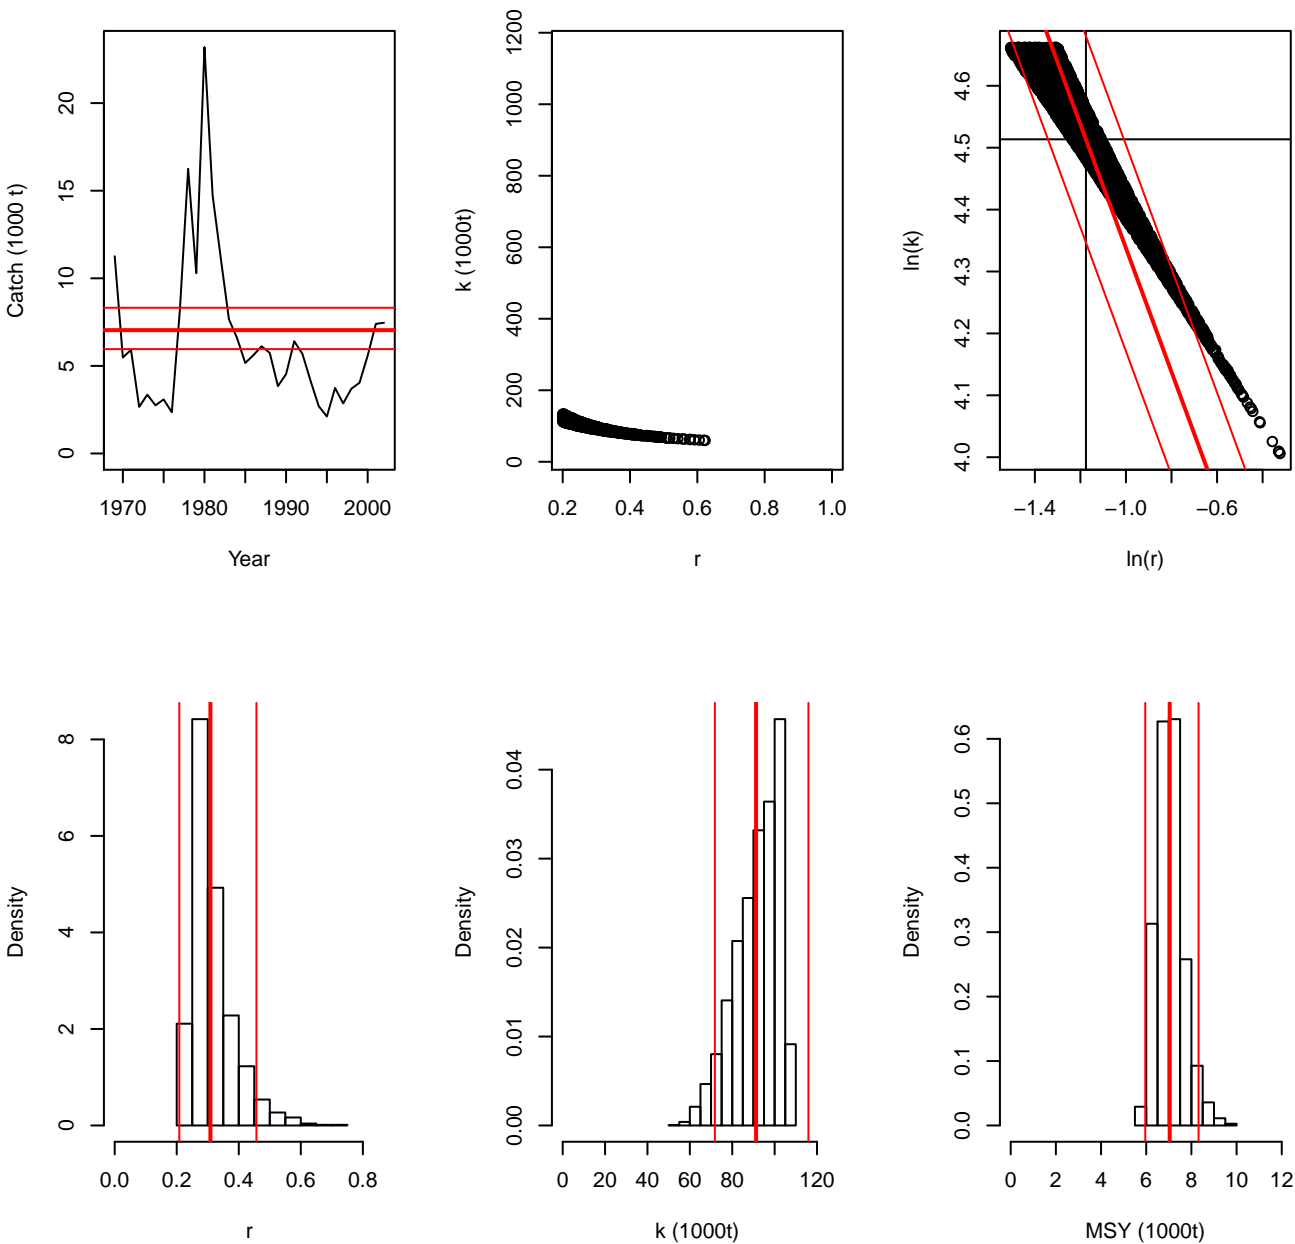 Catch (1000 t)
0 5 10 15 20
1970 1980 1990 2000
Year
k (1000t)
0 200 400 600 800 1000 1200
0.2 0.4 0.6 0.8 1.0
r
ln(k)
4.0 4.1 4.2 4.3 4.4 4.5 4.6
−1.4 −1.0 −0.6
ln(r)
Density
0 2 4 6 8
0.0 0.2 0.4 0.6 0.8
r
Density
0.00 0.01 0.02 0.03 0.04
0 20 40 60 80 120
k (1000t)
Density
0.0 0.1 0.2 0.3 0.4 0.5 0.6
0 2 4 6 8 10 12
MSY (1000t)